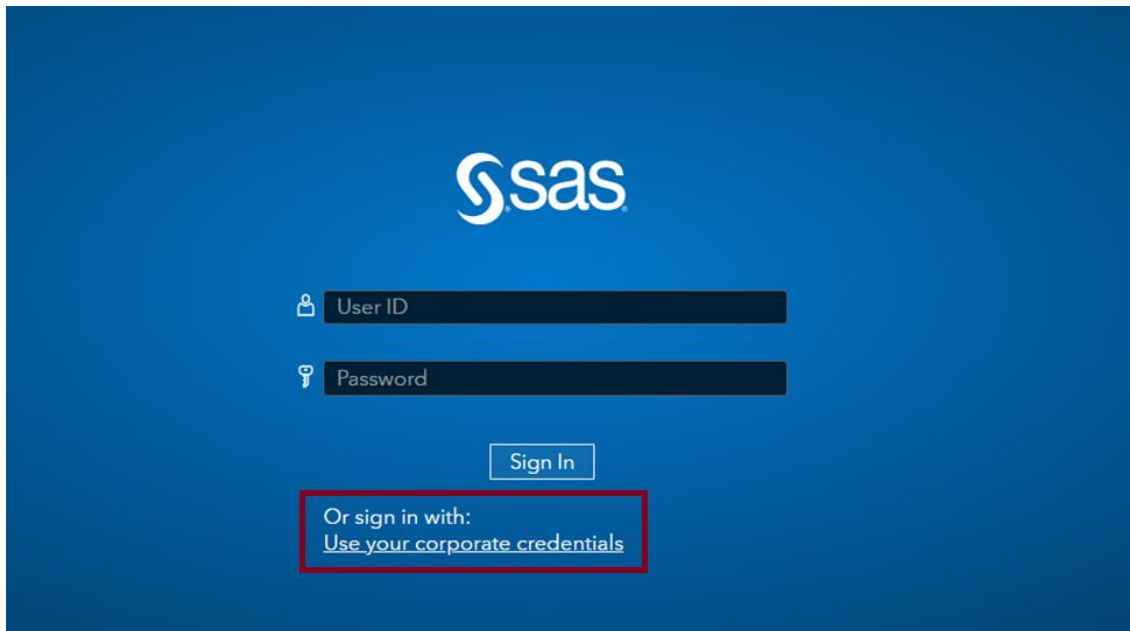 sas
User ID
Password
Sign In
Or sign in with:
Use your corporate credentials